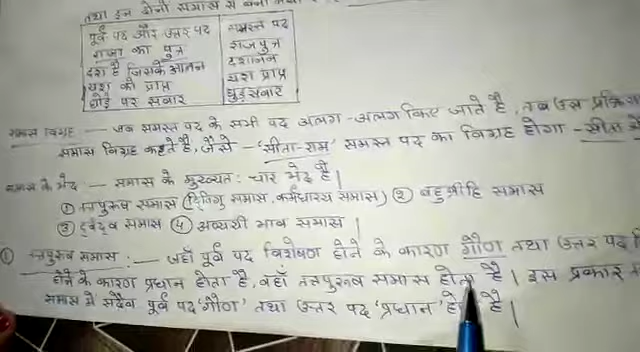 तथा इन दोनों समास से बना
पूर्व पद और उत्तर पद समस्त पद
राजा का पुत्र राजपुत्र
दश है जिसके आनन दशानन
यश को प्राप्त यश प्राप्त
घोड़े पर सवार घुड़सवार
समास विग्रह — जब समस्त पद के सभी पद अलग-अलग किए जाते है, तब उस प्रक्रिया
समास विग्रह कहते है, जैसे - 'सीता-राम' समस्त पद का विग्रह होगा - सीता
समास के भेद :— समास के मुख्यतः चार भेद है।
① तत्पुरुष समास (द्विगु समास, कर्मधारय समास) ② बहुव्रीहि समास
③ द्वंद्व समास ④ अव्ययी भाव समास।
① तत्पुरुष समास :— जहाँ पूर्व पद विशेषण होने के कारण गौण तथा उत्तर पद
होने के कारण प्रधान होता है, वहाँ तत्पुरुष समास होता है। इस प्रकार
समास में सदैव पूर्व पद 'गौण' तथा उत्तर पद 'प्रधान' है।